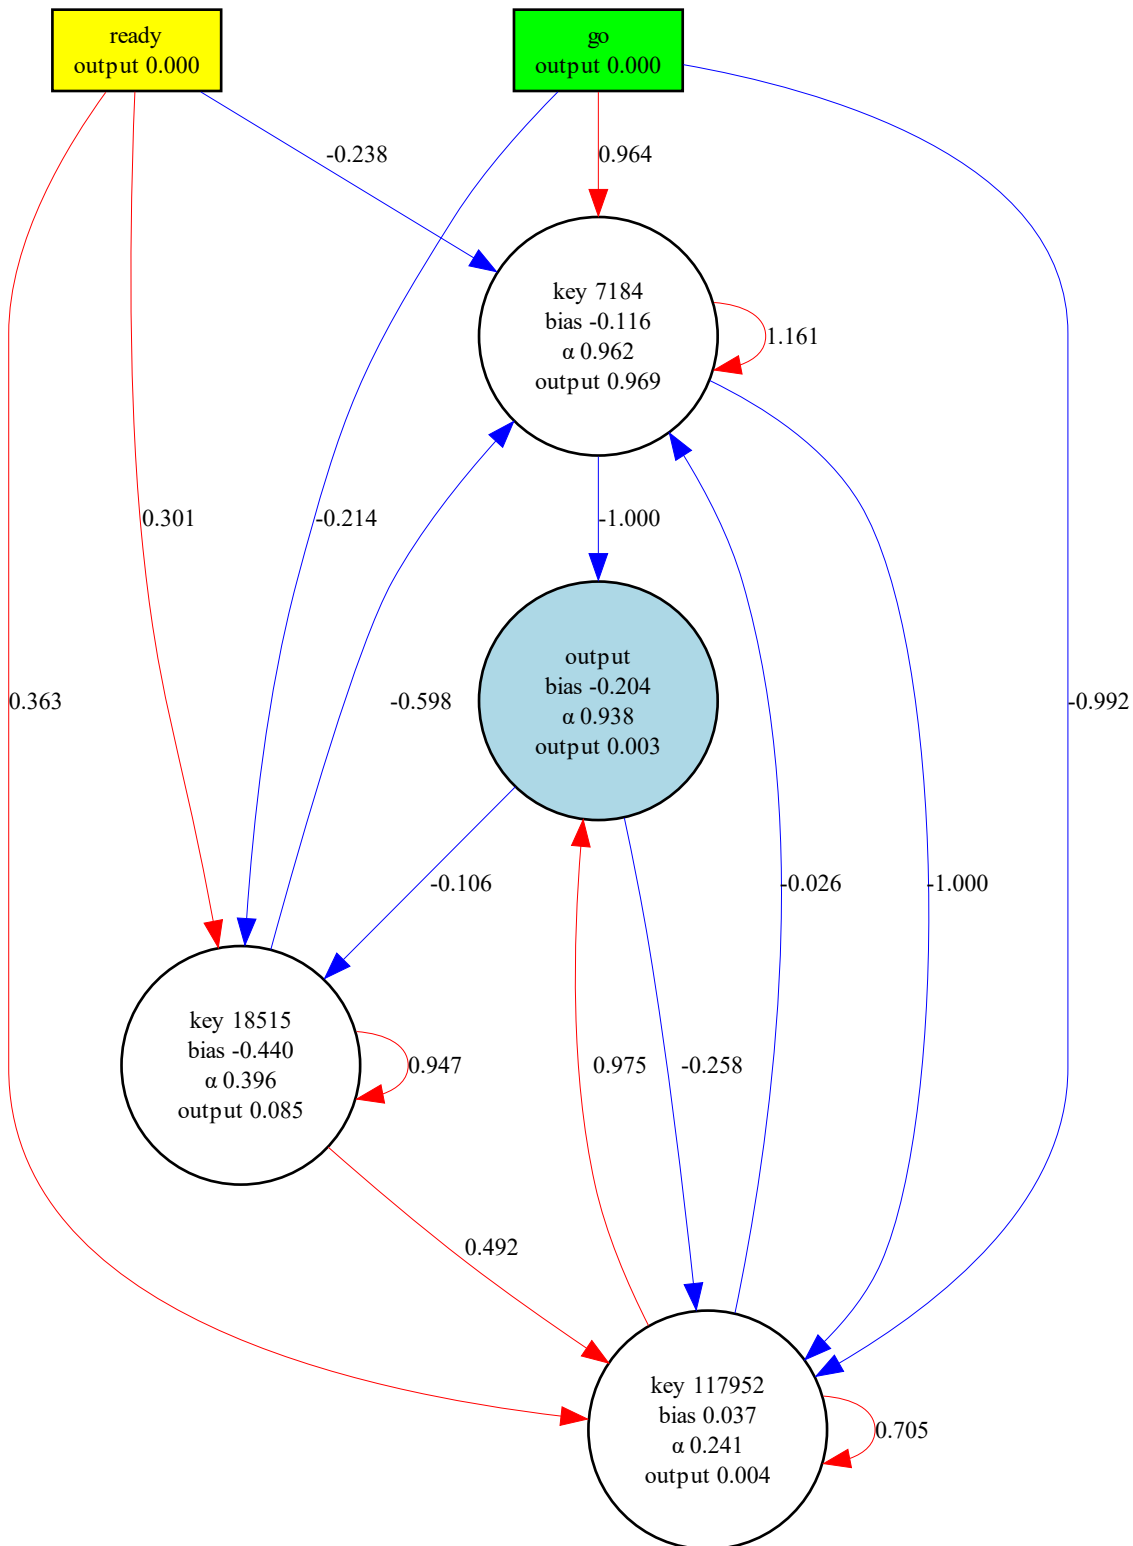 ready
output 0.000
go
output 0.000
-0.238
0.964
key 7184
bias -0.116
α 0.962
output 0.969
1.161
0.301
-0.214
-1.000
output
bias -0.204
α 0.938
output 0.003
0.363
-0.598
-0.992
-0.106
-0.026
-1.000
key 18515
bias -0.440
α 0.396
output 0.085
0.947
0.975
-0.258
0.492
key 117952
bias 0.037
α 0.241
output 0.004
0.705